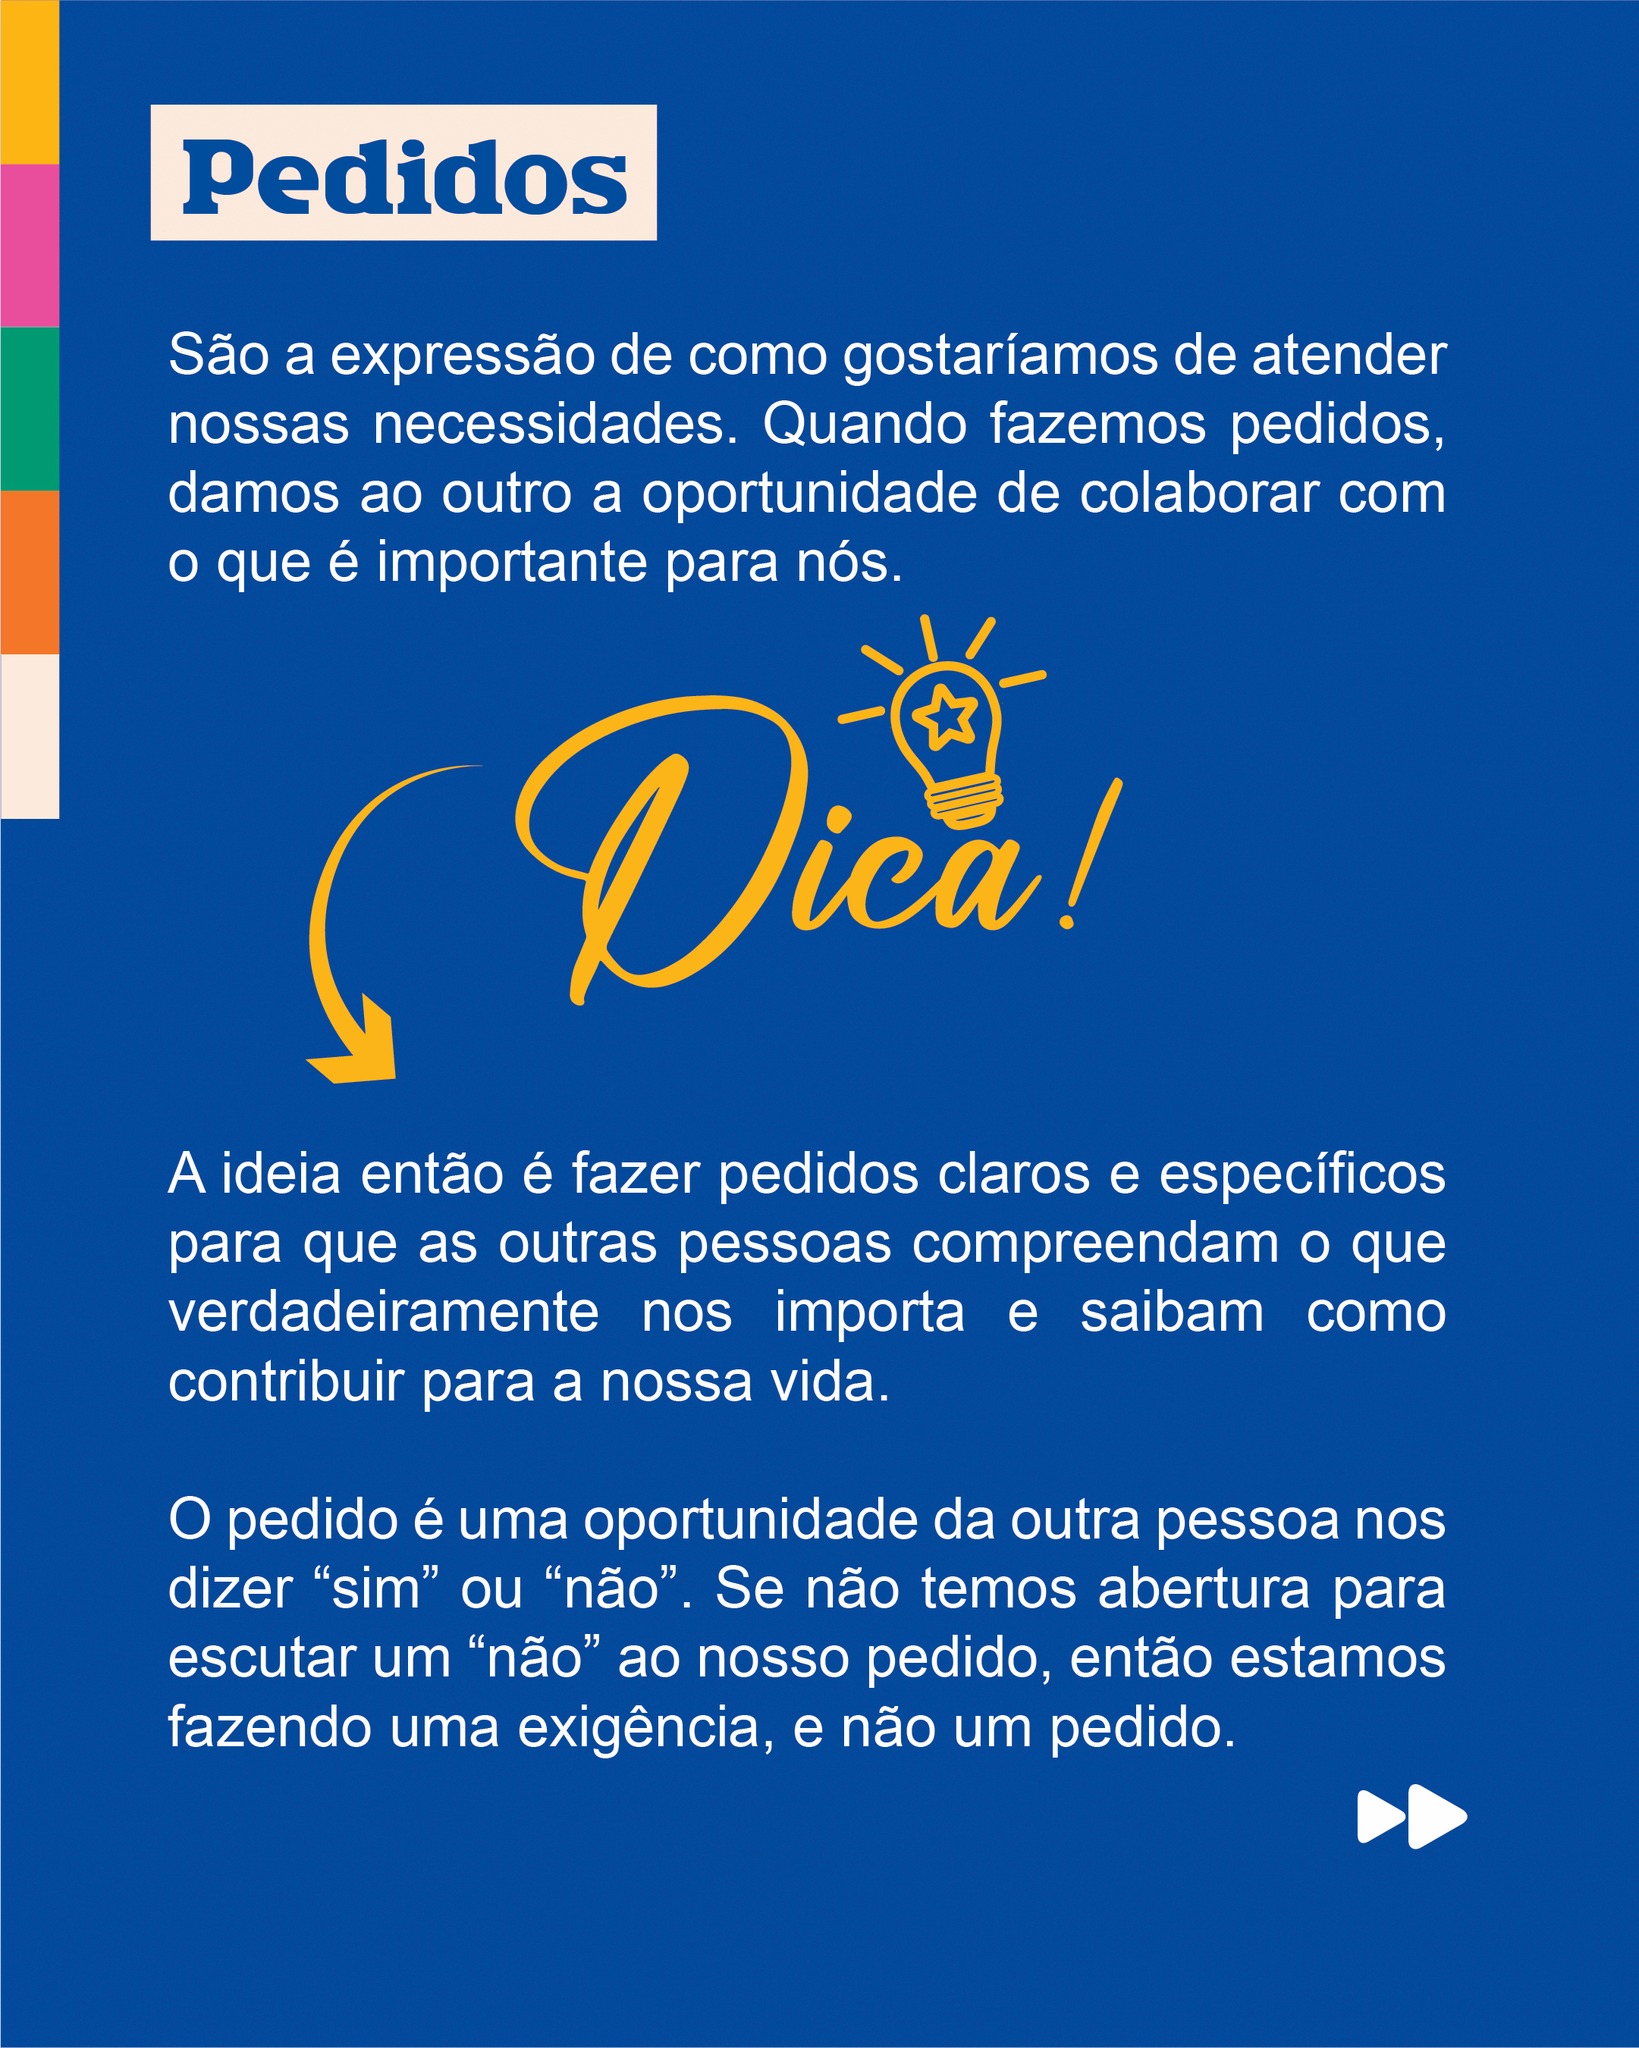 Pedidos
São a expressão de como gostaríamos de atender
nossas necessidades. Quando fazemos pedidos,
damos ao outro a oportunidade de colaborar com
o que é importante para nós.
Dica!
A ideia então é fazer pedidos claros e específicos
para que as outras pessoas compreendam o que
verdadeiramente nos importa e saibam como
contribuir para a nossa vida.
O pedido é uma oportunidade da outra pessoa nos
dizer “sim” ou “não”. Se não temos abertura para
escutar um “não” ao nosso pedido, então estamos
fazendo uma exigência, e não um pedido.